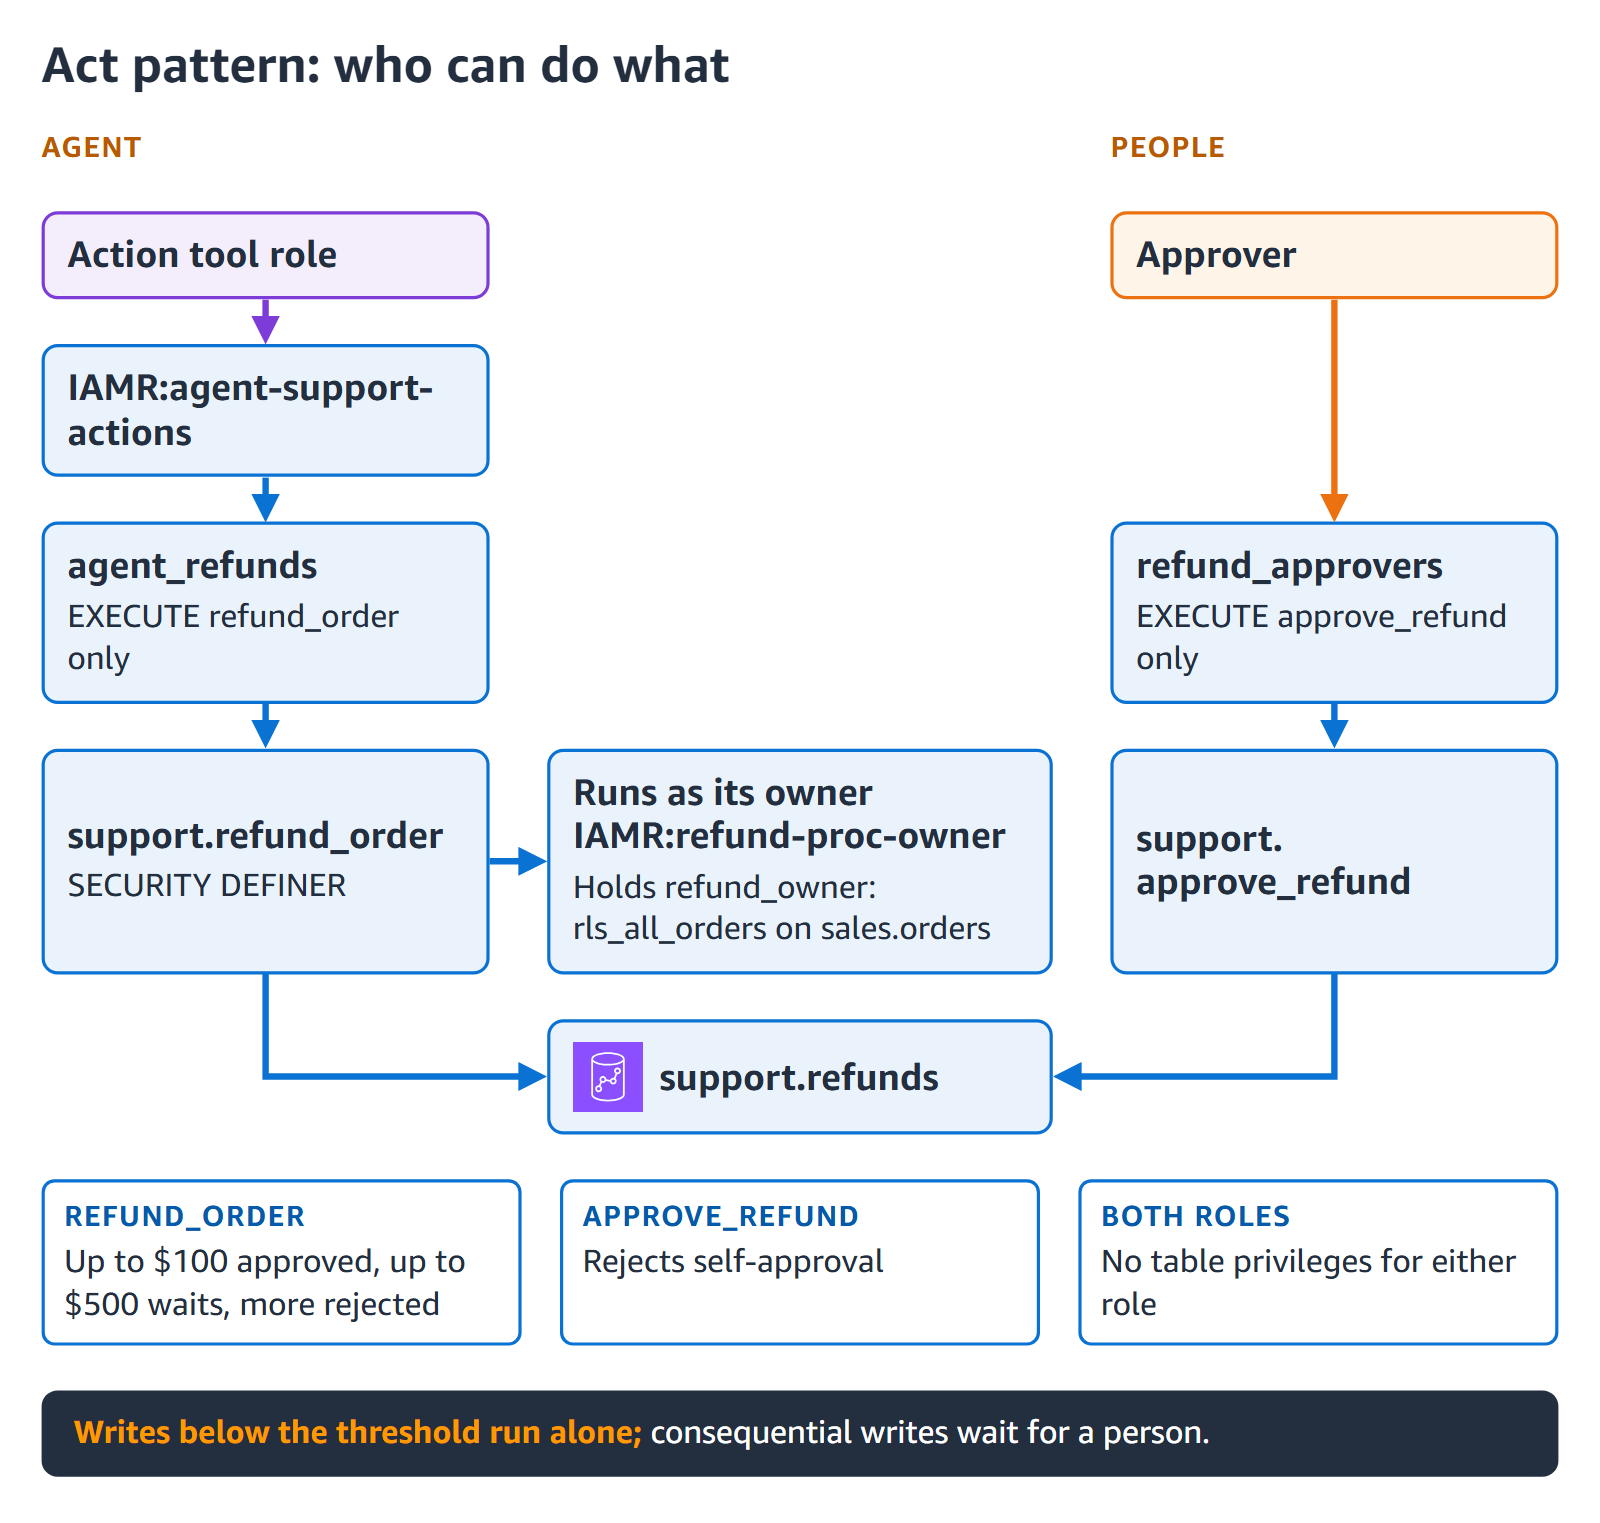 Act pattern: who can do what
AGENT
PEOPLE
Action tool role
Approver
IAMR:agent-support-
actions
agent_refunds
EXECUTE refund_order
only
refund_approvers
EXECUTE approve_refund
only
support.refund_order
SECURITY DEFINER
Runs as its owner
IAMR:refund-proc-owner
Holds refund_owner:
rls_all_orders on sales.orders
support.
approve_refund
support.refunds
REFUND_ORDER
Up to $100 approved, up to
$500 waits, more rejected
APPROVE_REFUND
Rejects self-approval
BOTH ROLES
No table privileges for either
role
Writes below the threshold run alone; consequential writes wait for a person.